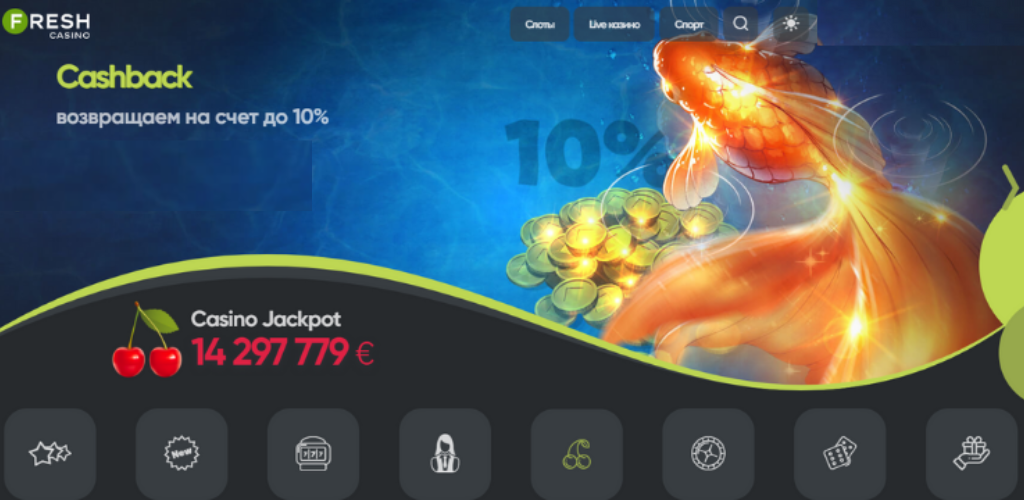 FRESH
CASINO
Слоты
Live казино
Спорт
Cashback
возвращаем на счет до 10%
10%
Casino Jackpot
14 297 779 €
New
777